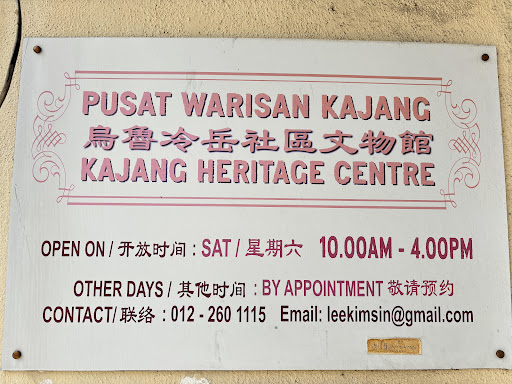 PUSAT WARISAN KAJANG
烏魯冷岳社區文物館
KAJANG HERITAGE CENTRE
OPEN ON / 开放时间 : SAT / 星期六 10.00AM - 4.00PM
OTHER DAYS / 其他时间 : BY APPOINTMENT 敬请预约
CONTACT/ 联络 : 012 - 260 1115 Email: leekimsin@gmail.com